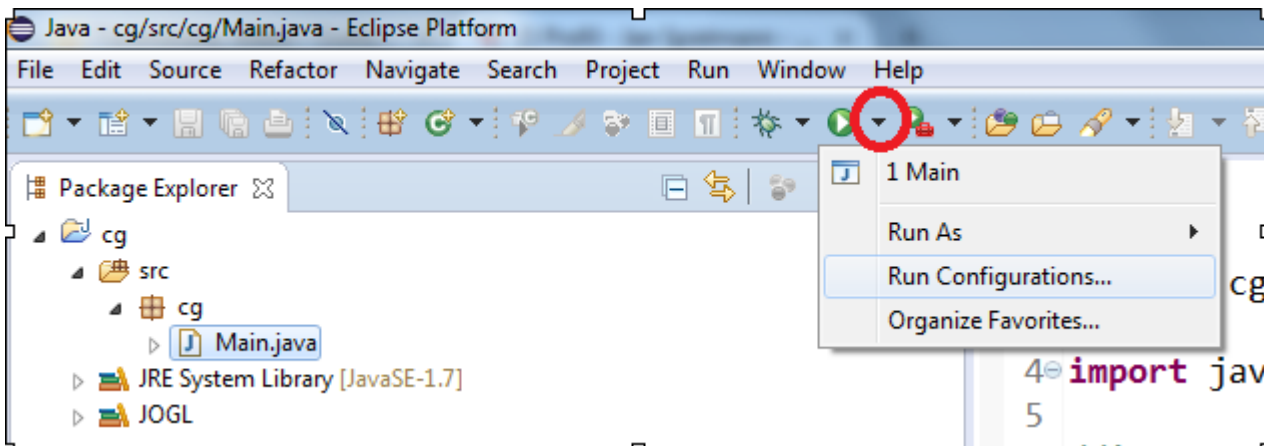 Java - cg/src/cg/Main.java - Eclipse Platform
File Edit Source Refactor Navigate Search Project Run Window Help
Package Explorer
1 Main
cg
Run As
src
Run Configurations...
cg
cg
Organize Favorites...
Main.java
JRE System Library [JavaSE-1.7]
4 import jav
JOGL
5